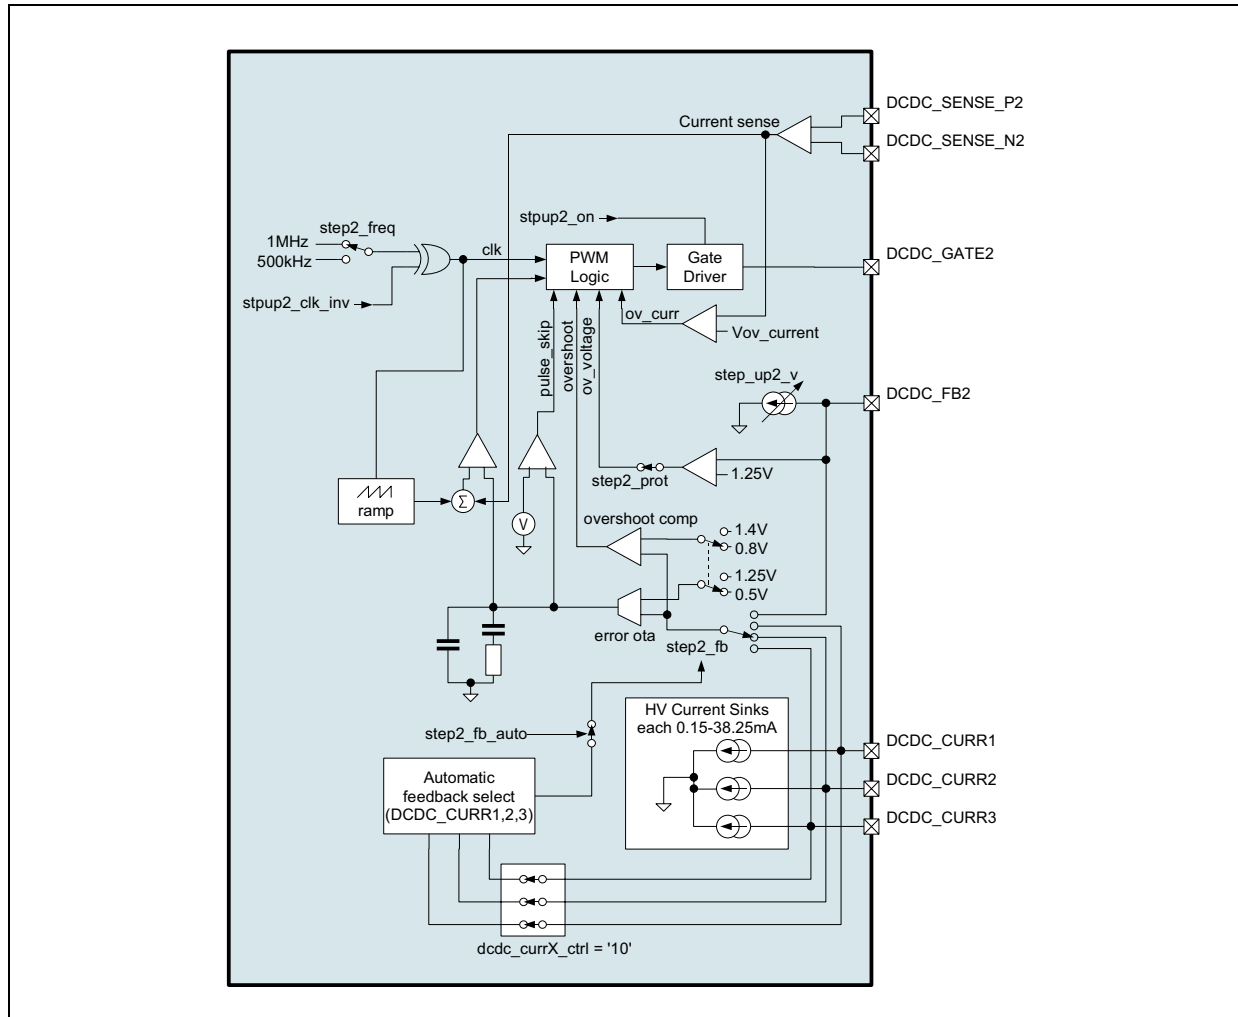 DCDC_SENSE_P2
Current sense
DCDC_SENSE_N2
stpup2_on
step2_freq
1MHz
500kHz
clk
PWM
Logic
Gate
Driver
DCDC_GATE2
stpup2_clk_inv
pulse_skip
overshoot
ov_voltage
ov_curr
Vov_current
step_up2_v
DCDC_FB2
1.25V
step2_prot
ramp
Σ
V
overshoot comp
1.4V
0.8V
1.25V
0.5V
error ota
step2_fb
HV Current Sinks
each 0.15-38.25mA
step2_fb_auto
DCDC_CURR1
DCDC_CURR2
DCDC_CURR3
Automatic
feedback select
(DCDC_CURR1,2,3)
dcdc_currX_ctrl = '10'